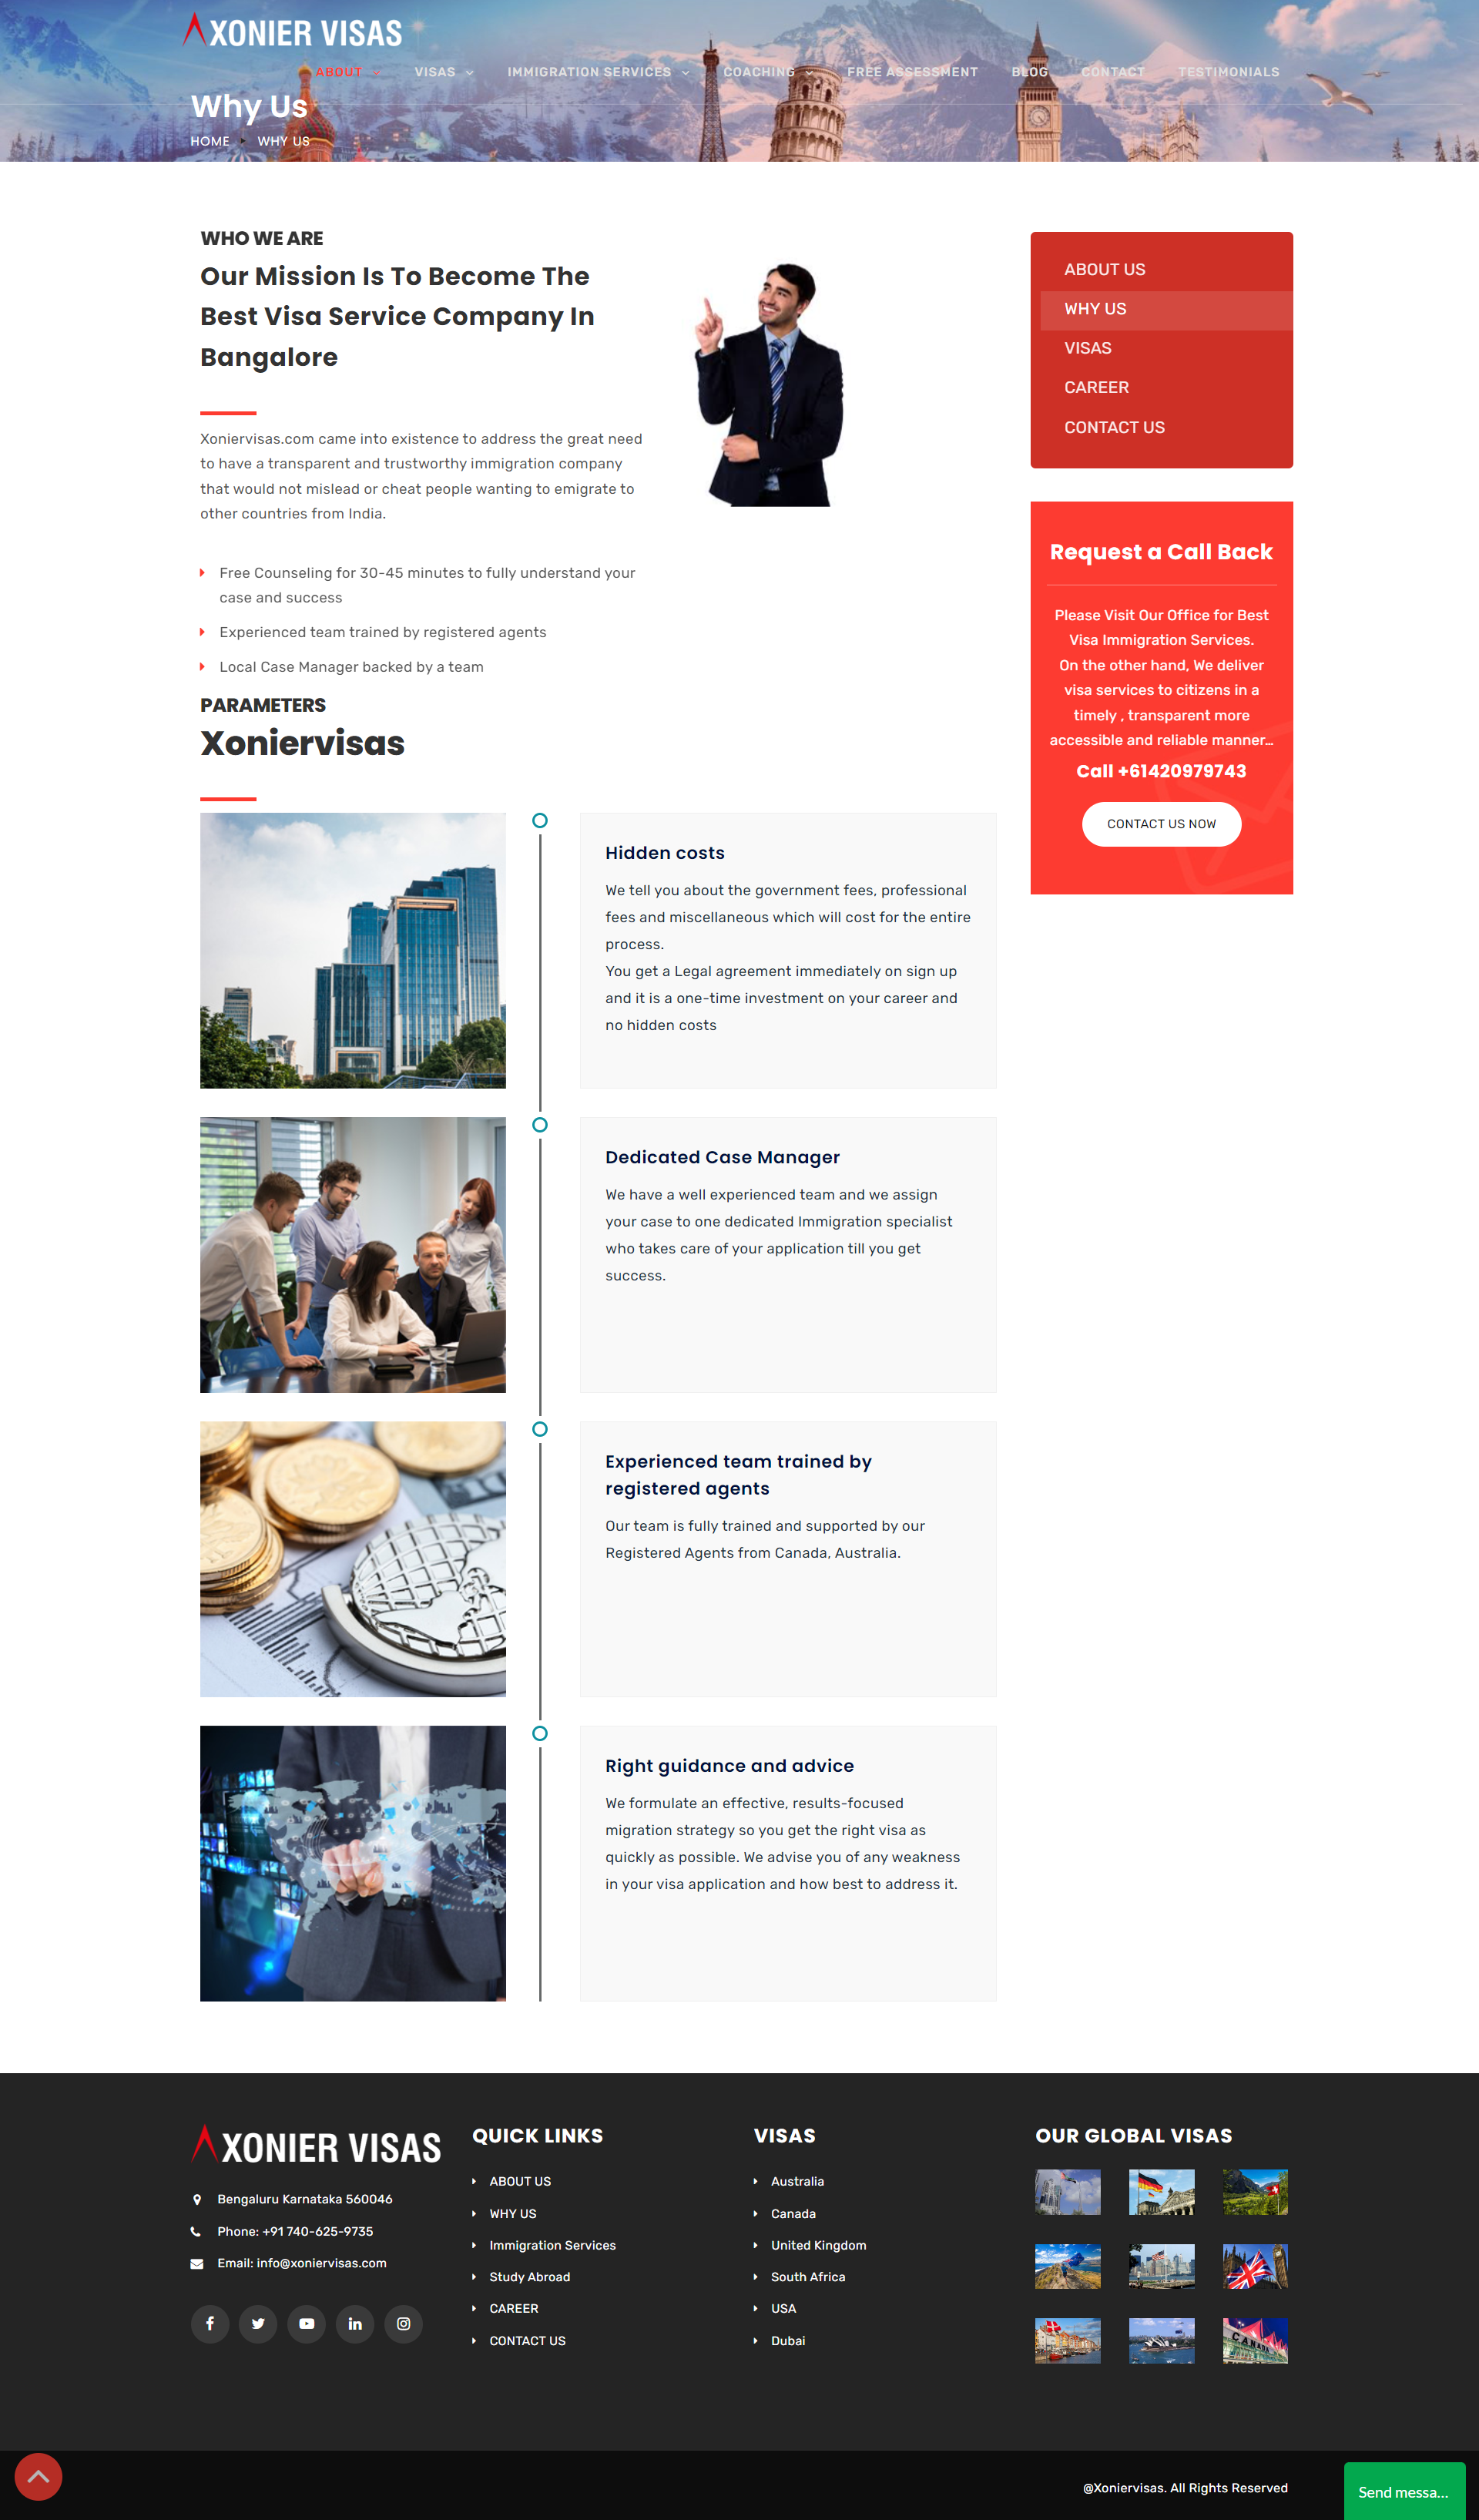 XONIER VISAS
ABOUT
VISAS
IMMIGRATION SERVICES
COACHING
FREE ASSESSMENT
BLOG
CONTACT
TESTIMONIALS
Why Us
HOME
WHY US
WHO WE ARE
Our Mission Is To Become The
Best Visa Service Company In
Bangalore
Xoniervisas.com came into existence to address the great need
to have a transparent and trustworthy immigration company
that would not mislead or cheat people wanting to emigrate to
other countries from India.
Free Counseling for 30-45 minutes to fully understand your
case and success
Experienced team trained by registered agents
Local Case Manager backed by a team
PARAMETERS
Xoniervisas
Hidden costs
We tell you about the government fees, professional
fees and miscellaneous which will cost for the entire
process.
You get a Legal agreement immediately on sign up
and it is a one-time investment on your career and
no hidden costs
Dedicated Case Manager
We have a well experienced team and we assign
your case to one dedicated Immigration specialist
who takes care of your application till you get
success.
Experienced team trained by
registered agents
Our team is fully trained and supported by our
Registered Agents from Canada, Australia.
Right guidance and advice
We formulate an effective, results-focused
migration strategy so you get the right visa as
quickly as possible. We advise you of any weakness
in your visa application and how best to address it.
ABOUT US
WHY US
VISAS
CAREER
CONTACT US
Request a Call Back
Please Visit Our Office for Best
Visa Immigration Services.
On the other hand, We deliver
visa services to citizens in a
timely , transparent more
accessible and reliable manner...
Call +61420979743
CONTACT US NOW
XONIER VISAS
Bengaluru Karnataka 560046
Phone: +91 740-625-9735
Email: info@xoniervisas.com
QUICK LINKS
ABOUT US
WHY US
Immigration Services
Study Abroad
CAREER
CONTACT US
VISAS
Australia
Canada
United Kingdom
South Africa
USA
Dubai
OUR GLOBAL VISAS
CANADA
@Xoniervisas. All Rights Reserved
Send messa...